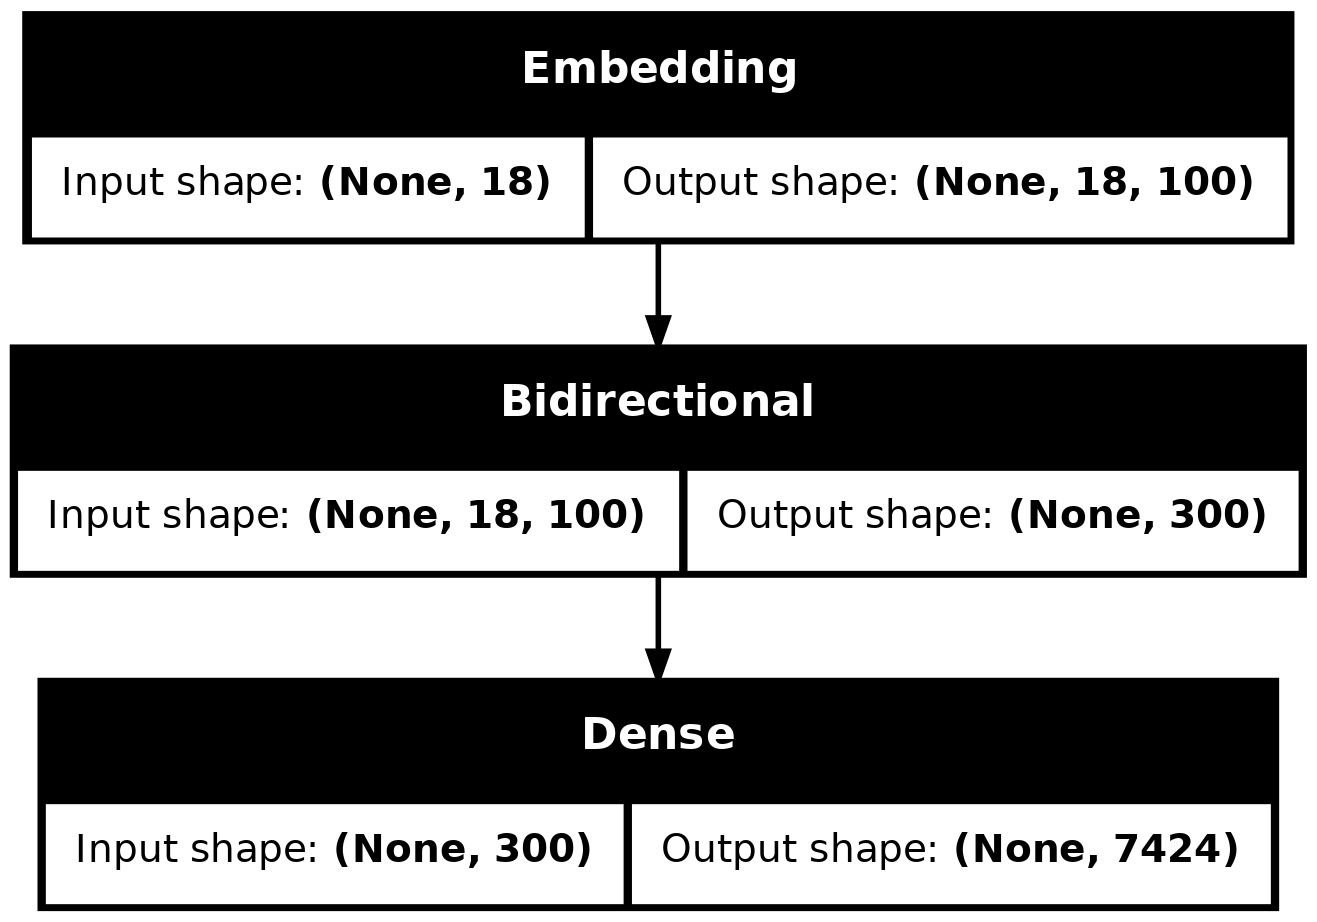 Embedding
Input shape: (None, 18) Output shape: (None, 18, 100)
Bidirectional
Input shape: (None, 18, 100) Output shape: (None, 300)
Dense
Input shape: (None, 300) Output shape: (None, 7424)